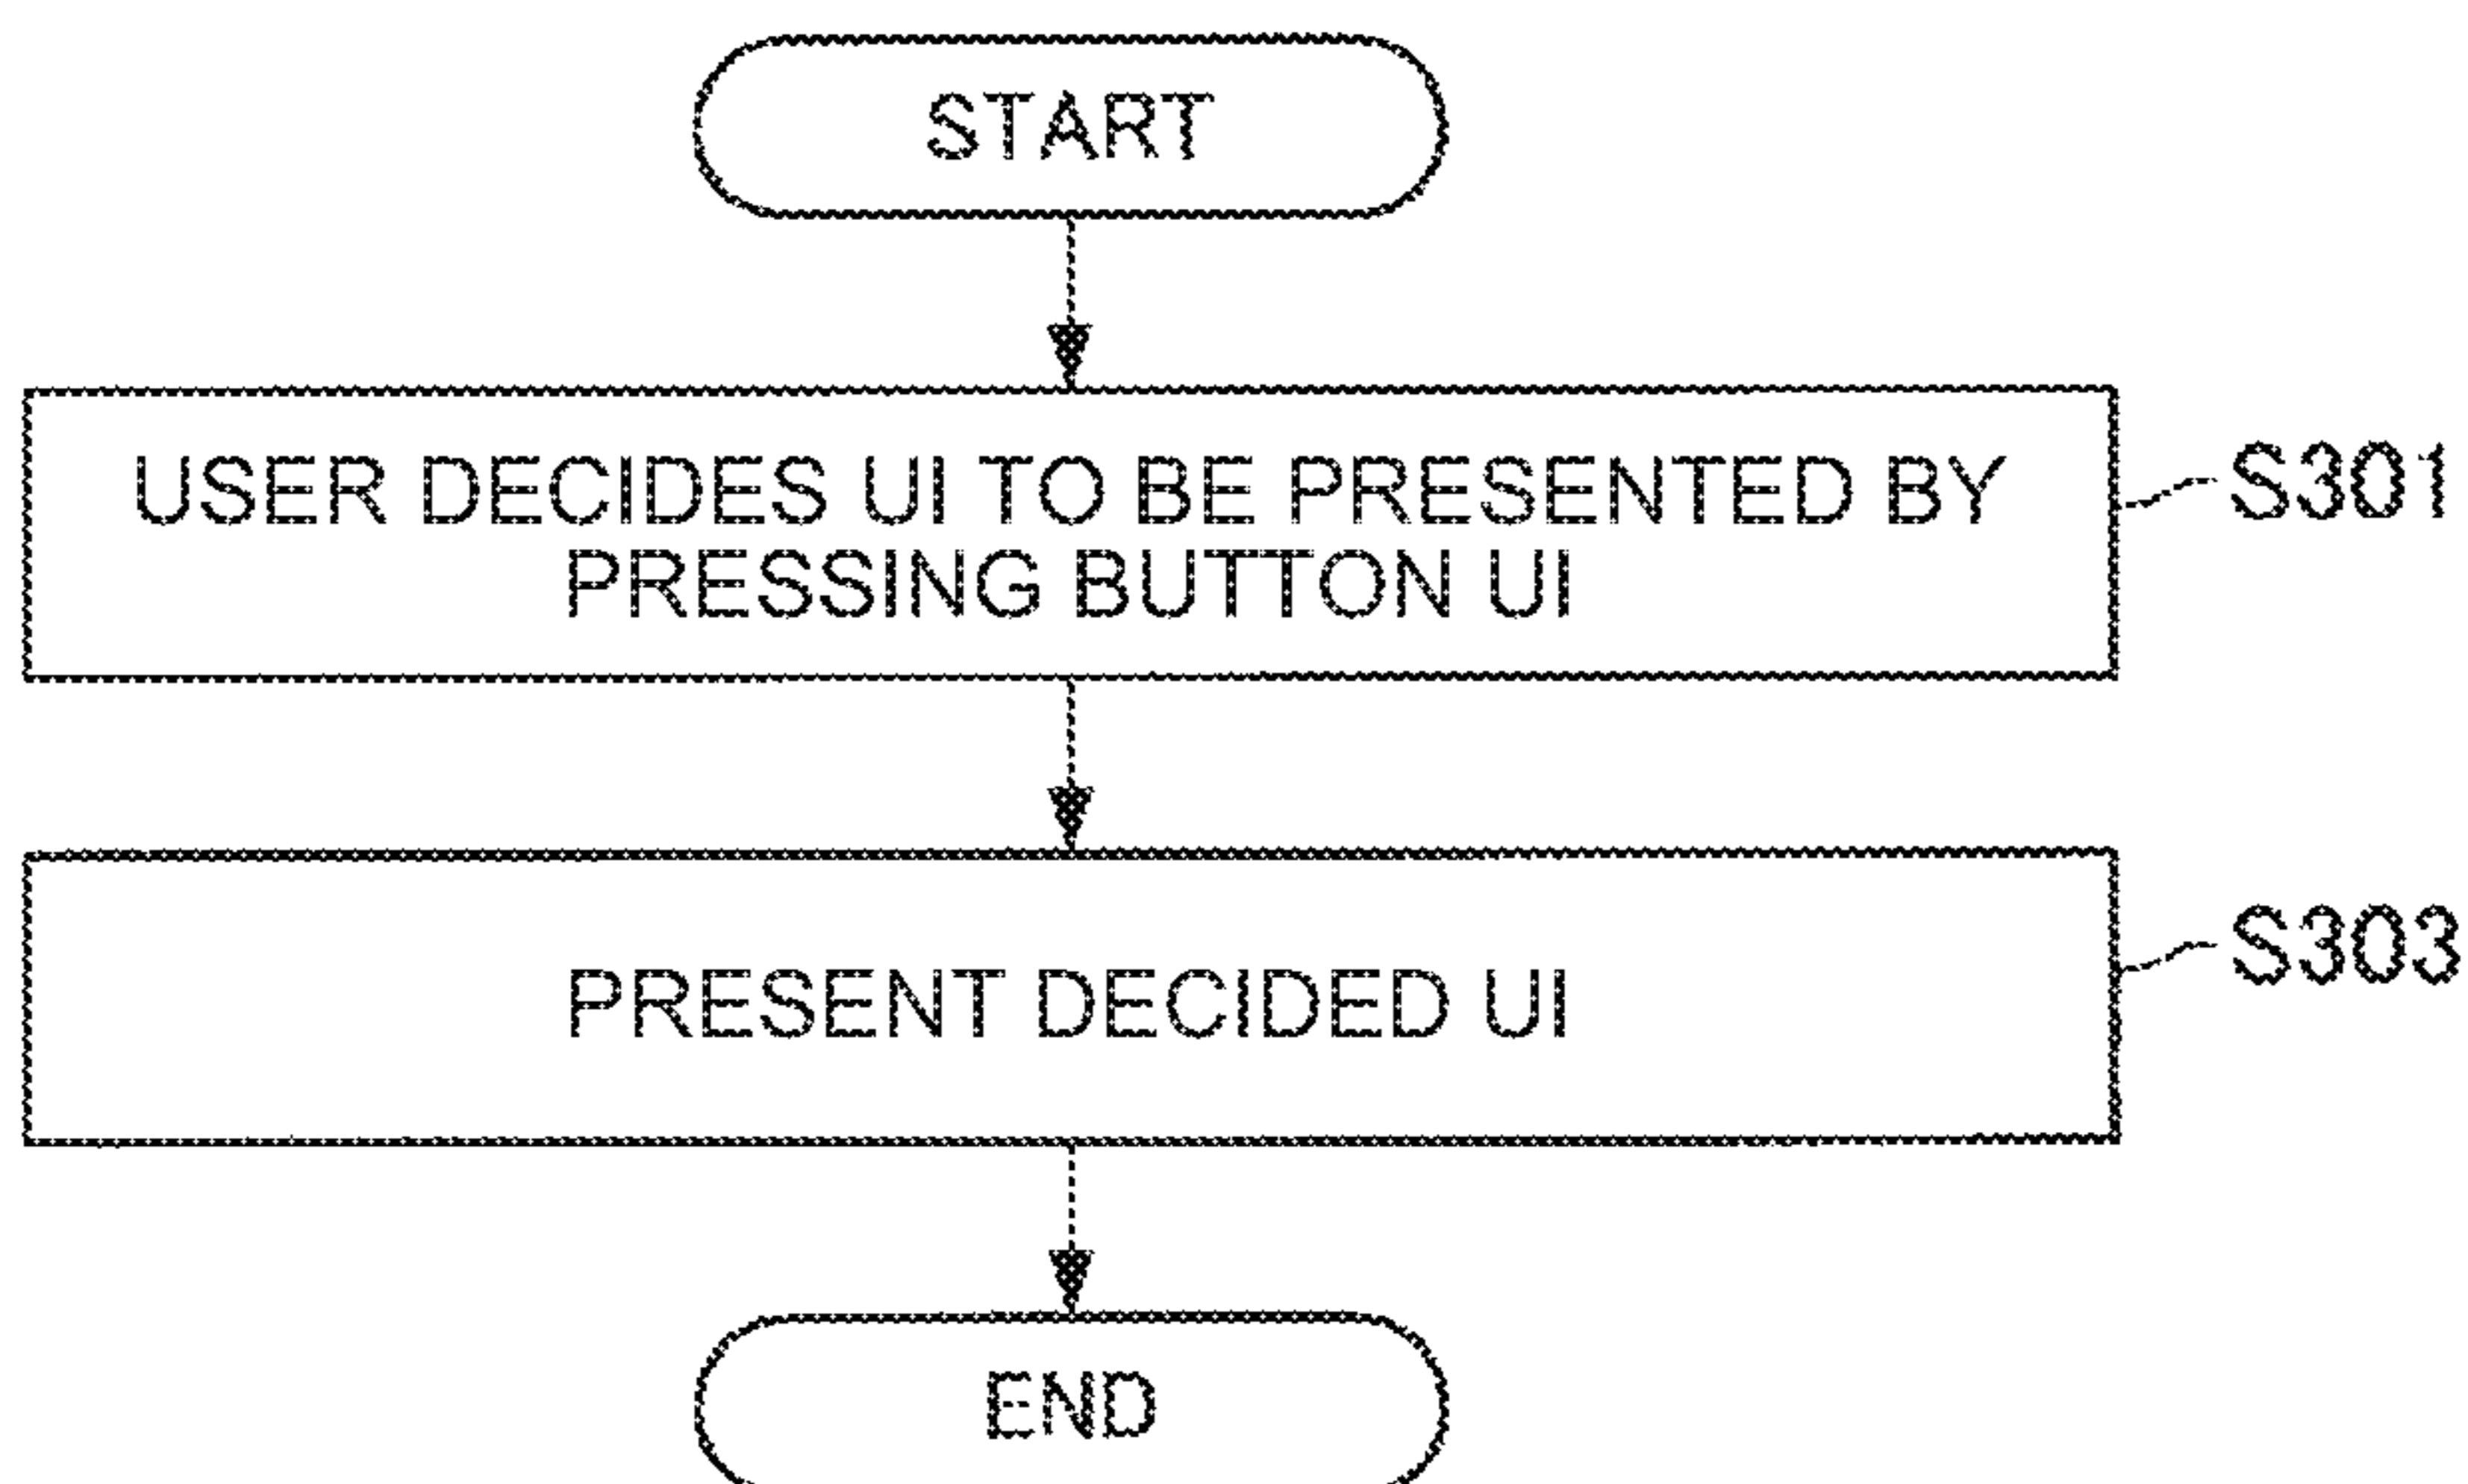 START
USER DECIDES UI TO BE PRESENTED BY
PRESSING BUTTON UI
S301
PRESENT DECIDED UI
S303
END